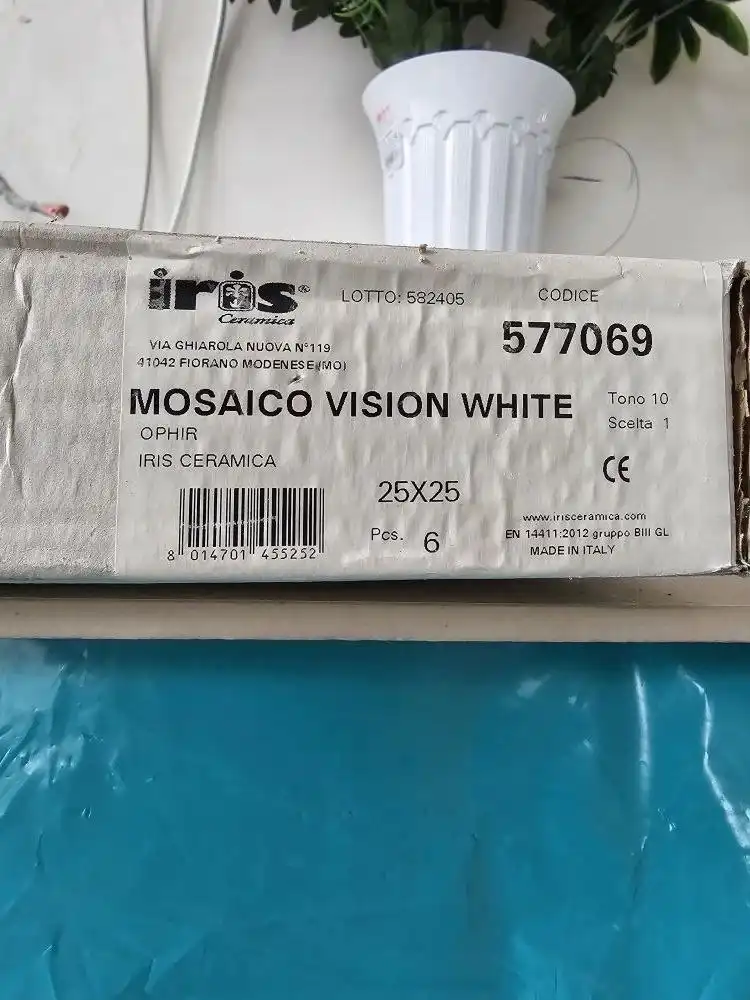 iris®
Ceramica
LOTTO: 582405
CODICE
577069
VIA GHIAROLA NUOVA N°119
41042 FIORANO MODENESE(MO)
MOSAICO VISION WHITE
Tono 10
OPHIR
Scelta 1
IRIS CERAMICA
CE
25X25
8 014701 455252
Pcs. 6
www.irisceramica.com
EN 14411:2012 gruppo BIII GL
MADE IN ITALY